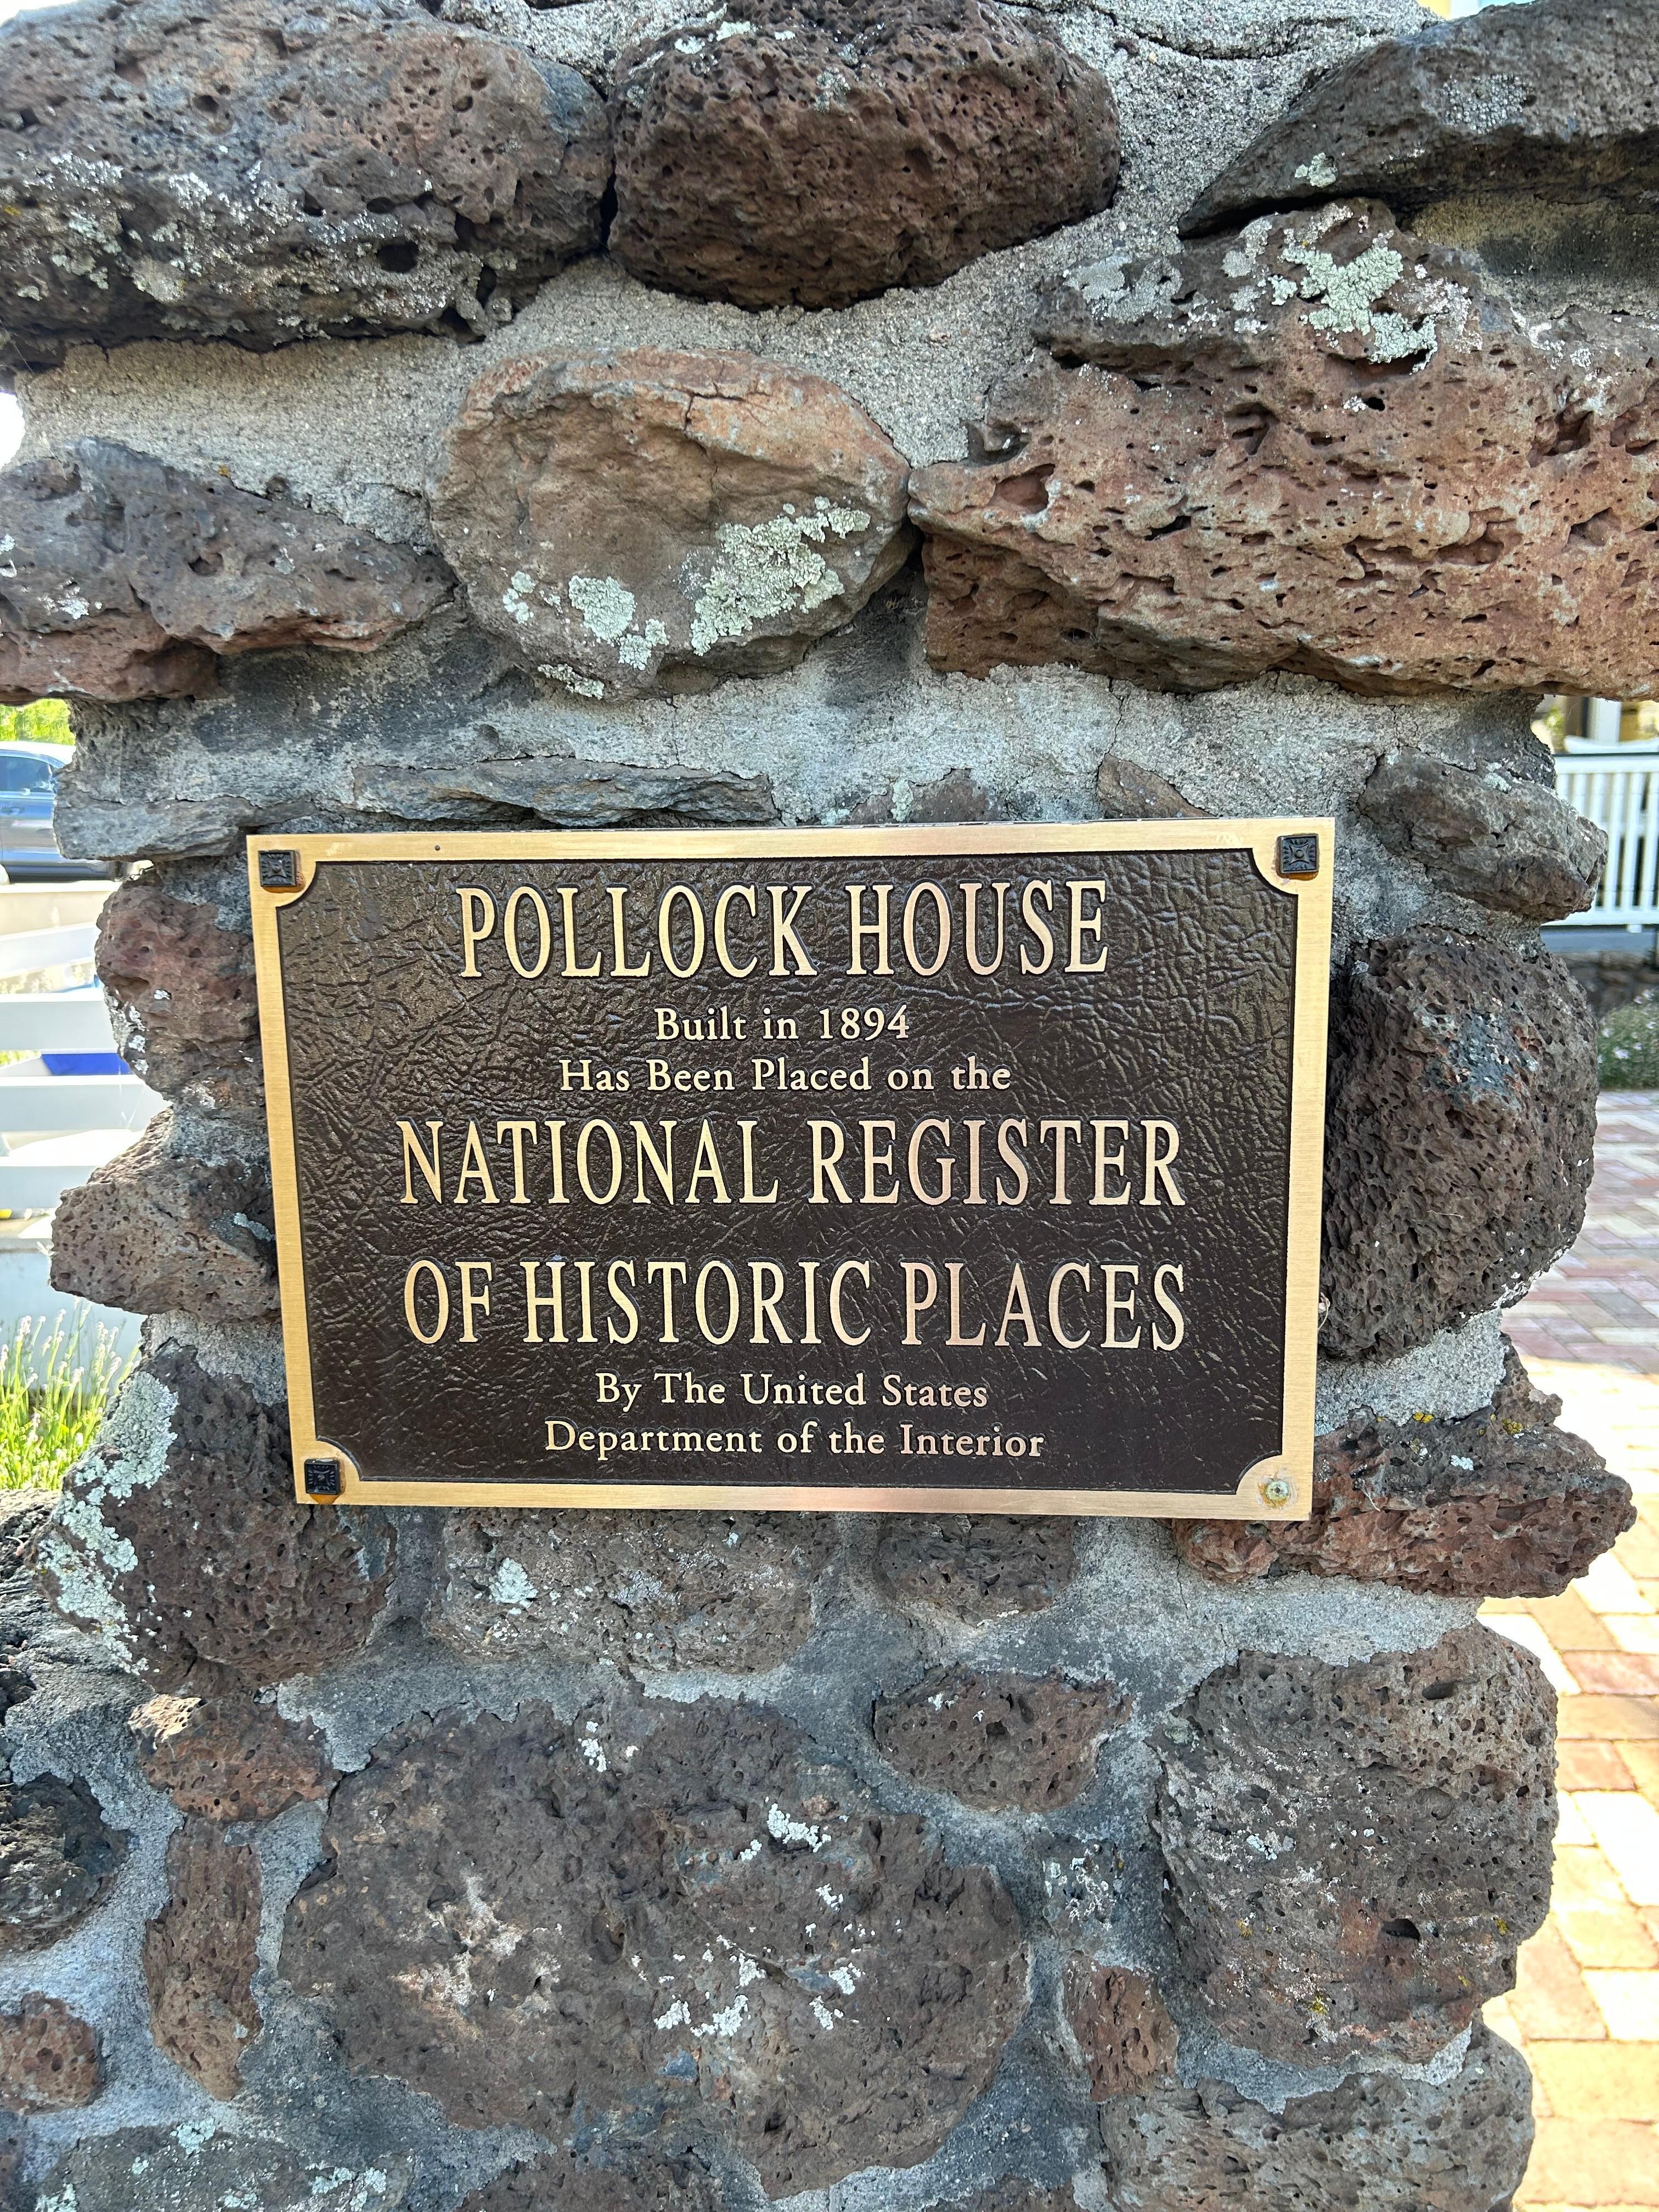 POLLOCK HOUSE
Built in 1894
Has Been Placed on the
NATIONAL REGISTER
OF HISTORIC PLACES
By The United States
Department of the Interior